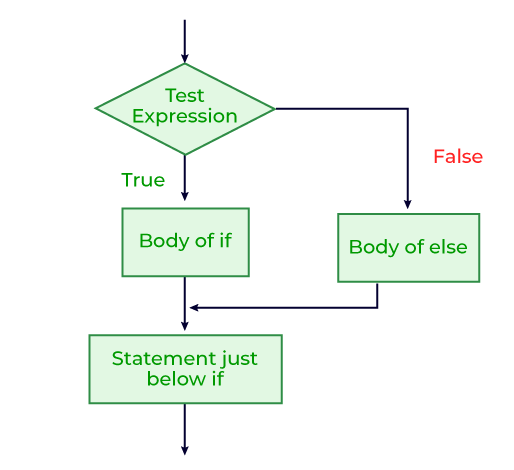 Test
Expression
False
True
Body of if
Body of else
Statement just
below if